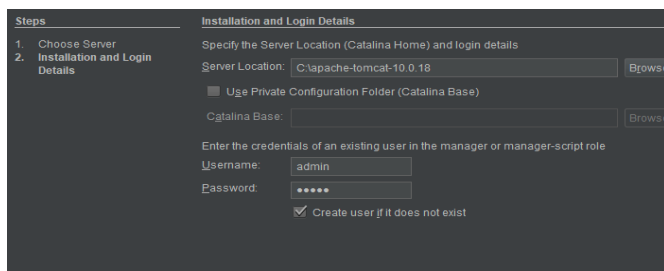 Steps
1. Choose Server
2. Installation and Login
Details
Installation and Login Details
Specify the Server Location (Catalina Home) and login details
Server Location: C:\apache-tomcat-10.0.18 Brows
Use Private Configuration Folder (Catalina Base)
Catalina Base: Brows
Enter the credentials of an existing user in the manager or manager-script role
Username: admin
Password: •••••
Create user if it does not exist